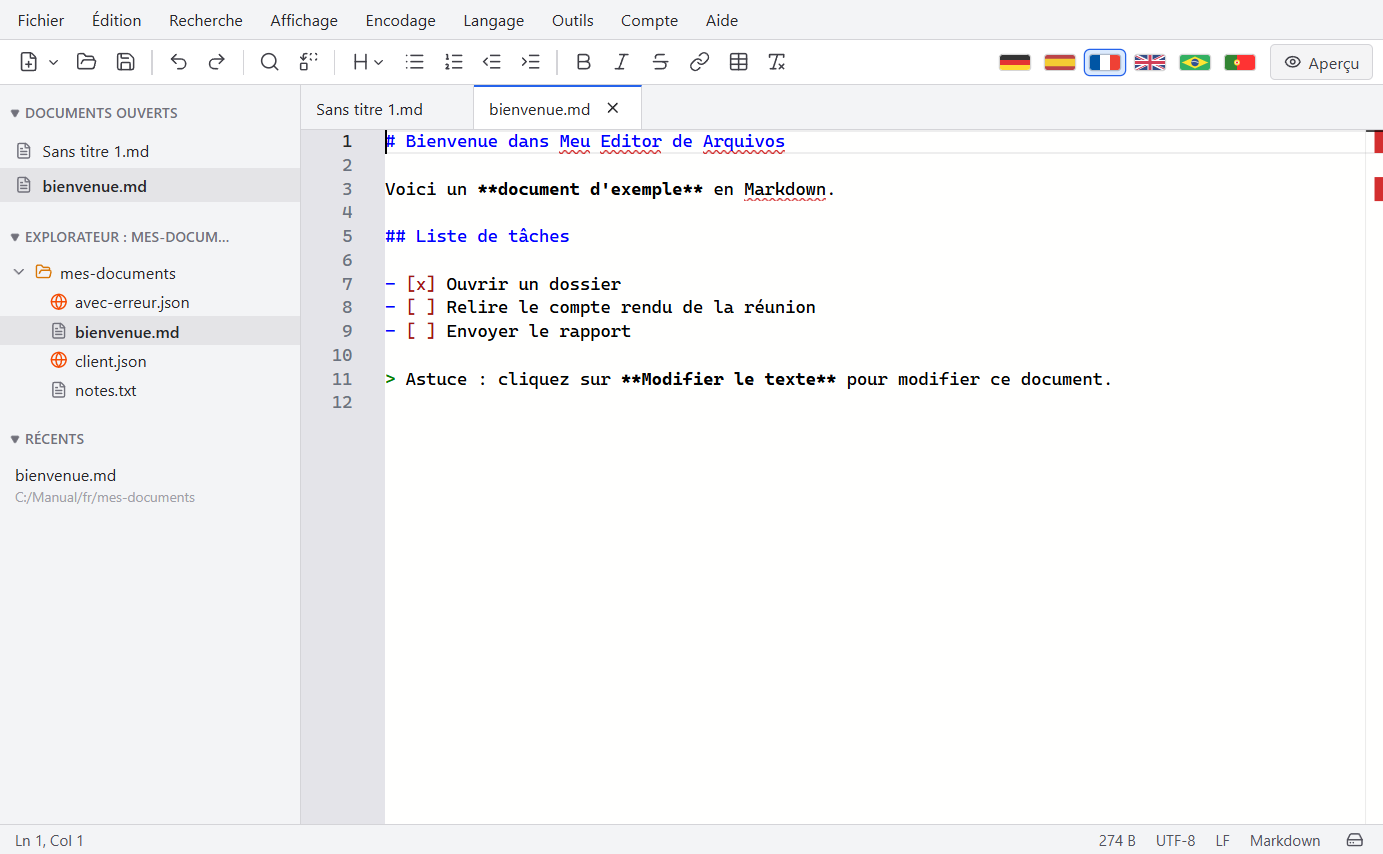 Fichier Édition Recherche Affichage Encodage Langage Outils Compte Aide
Aperçu
DOCUMENTS OUVERTS
Sans titre 1.md
bienvenue.md
EXPLORATEUR : MES-DOCUM...
mes-documents
avec-erreur.json
bienvenue.md
client.json
notes.txt
RÉCENTS
bienvenue.md
C:/Manual/fr/mes-documents
Sans titre 1.md bienvenue.md
1 # Bienvenue dans Meu Editor de Arquivos
2
3 Voici un **document d'exemple** en Markdown.
4
5 ## Liste de tâches
6
7 - [x] Ouvrir un dossier
8 - [ ] Relire le compte rendu de la réunion
9 - [ ] Envoyer le rapport
10
11 > Astuce : cliquez sur **Modifier le texte** pour modifier ce document.
12
Ln 1, Col 1 274 B UTF-8 LF Markdown